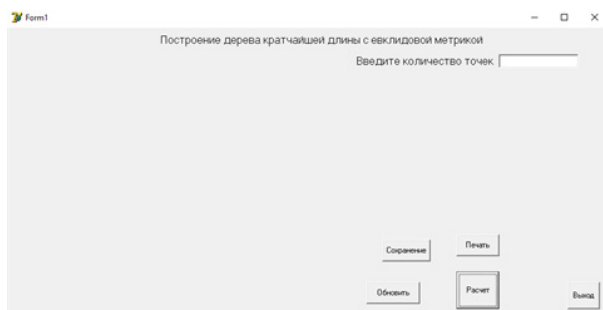 Form1
Построение дерева кратчайшей длины с евклидовой метрикой
Введите количество точек
Сохранение
Печать
Обновить
Расчет
Выход